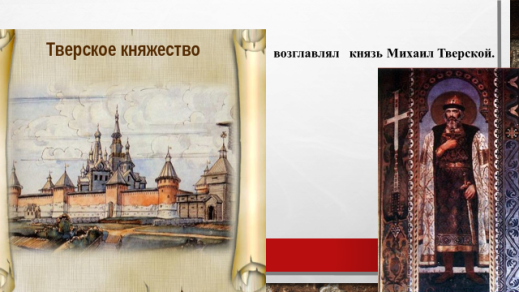 Тверское княжество
возглавлял князь Михаил Тверской.